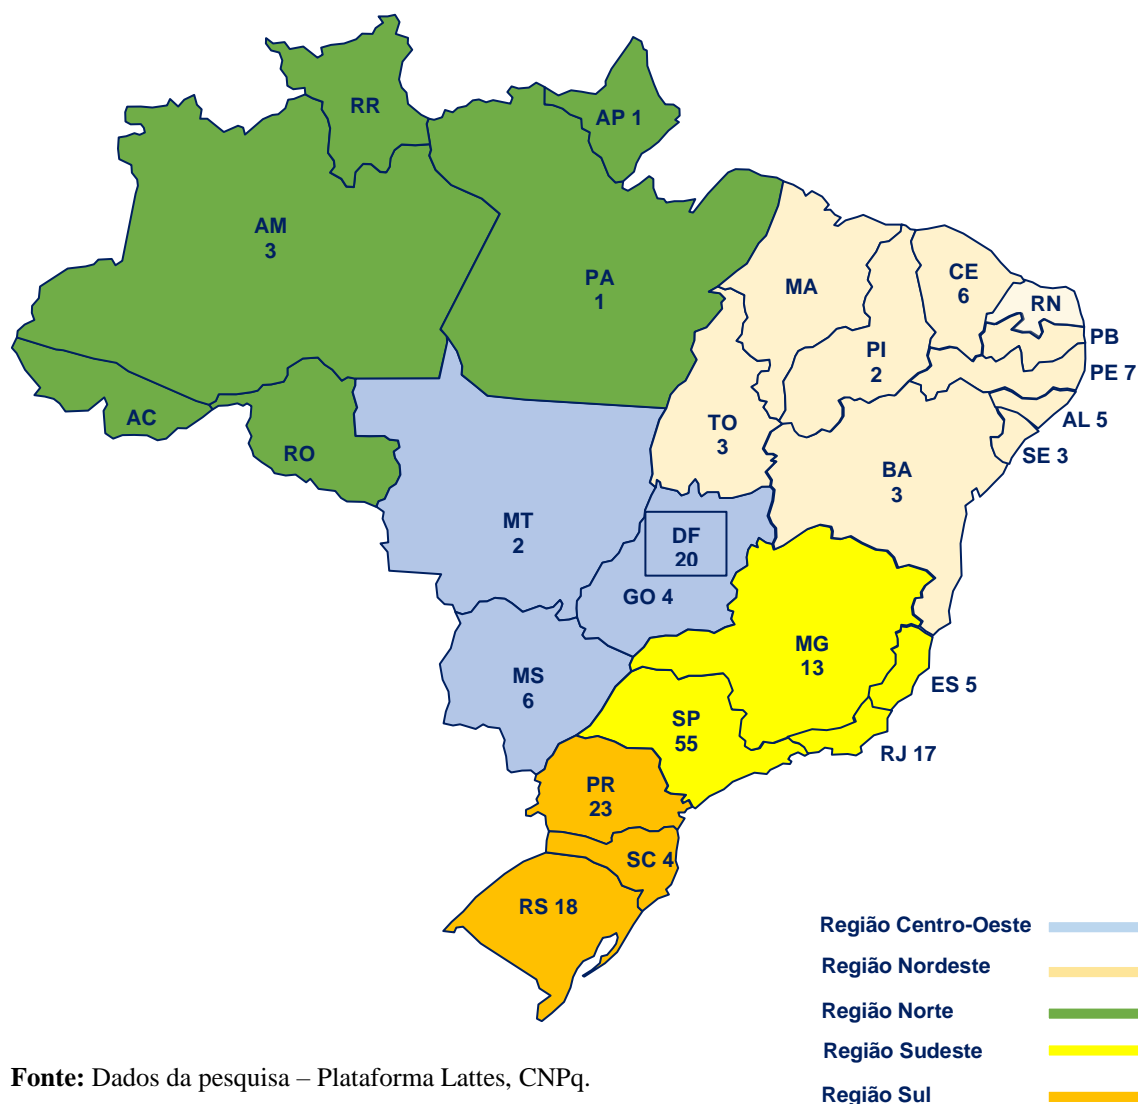 RR
AP 1
AM
3
PA
1
MA
CE
6
RN
PB
PI
2
PE 7
AC
RO
TO
3
AL 5
SE 3
BA
3
MT
2
DF
20
GO 4
MG
13
MS
6
ES 5
SP
55
RJ 17
PR
23
SC 4
RS 18
Região Centro-Oeste
Região Nordeste
Região Norte
Região Sudeste
Região Sul
Fonte: Dados da pesquisa – Plataforma Lattes, CNPq.